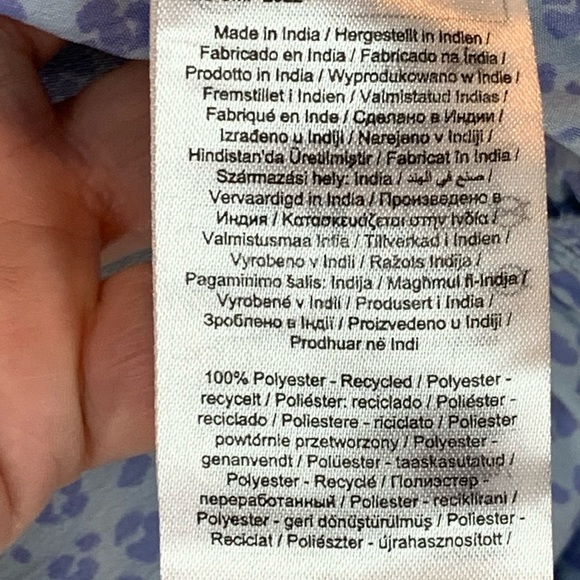 Made in India / Hergestellt in Indien /
Fabricado en India / Fabricado na Índia /
Prodotto in India / Wyprodukowano w Indie /
Fremstillet i Indien / Valmistatud Indias /
Fabriqué en Inde / Сделано в Индии /
Izrađeno u Indiji / Narejeno v Indiji /
Hindistan'da Üretilmiştir / Fabricat în India /
Származási hely: India / صنع في الهند /
Vervaardigd in India / Произведено в
Индия / Κατασκευάζεται στην Ινδία /
Valmistusmaa Intia / Tillverkad i Indien /
Vyrobeno v Indii / Ražots Indijā /
Pagaminimo šalis: Indija / Magħmul fl-Indja /
Vyrobené v Indii / Produsert i India /
Зроблено в Індії / Proizvedeno u Indiji /
Prodhuar në Indi
100% Polyester - Recycled / Polyester -
recycelt / Poliéster: reciclado / Poliéster -
reciclado / Poliestere - riciclato / Poliester
powtórnie przetworzony / Polyester -
genanvendt / Polüester - taaskasutatud /
Polyester - Recyclé / Полиэстер -
переработанный / Poliester - reciklirani /
Polyester - geri dönüştürülmüş / Poliester -
Reciclat / Poliészter - újrahasznosított /